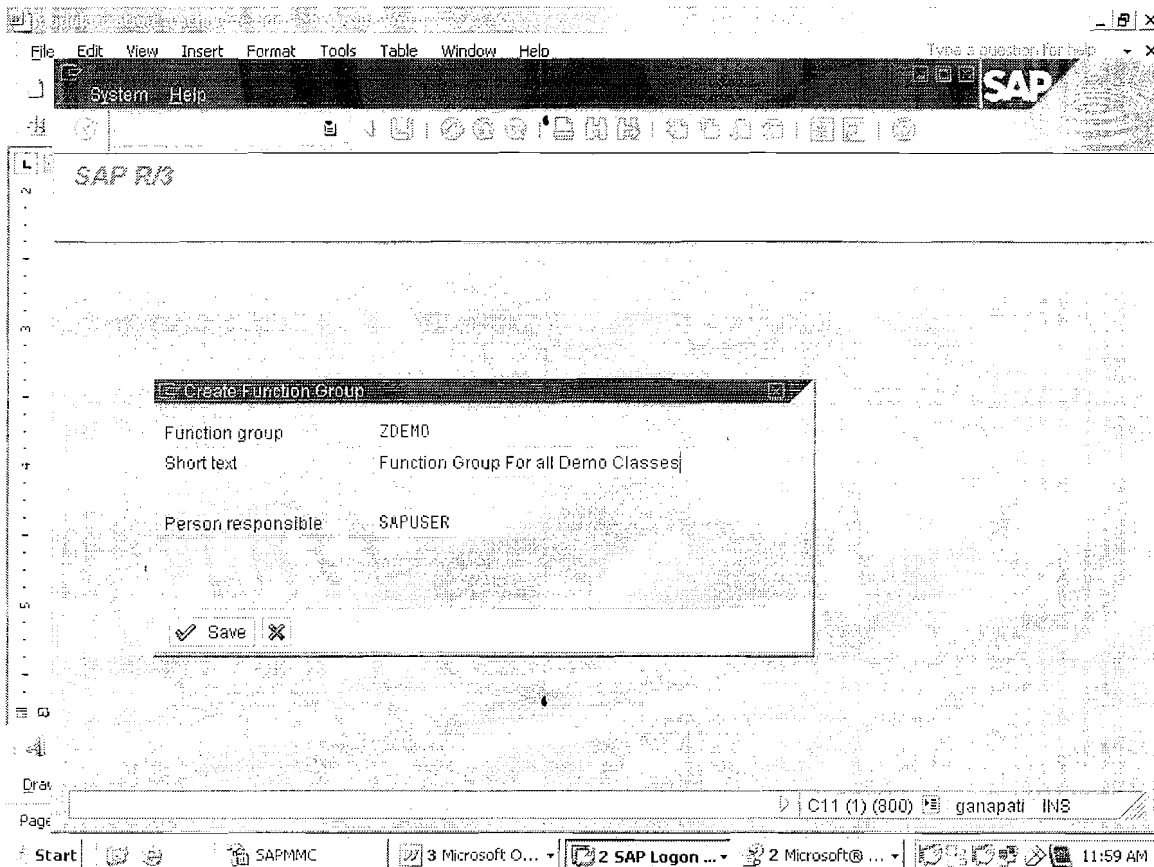 File Edit View Insert Format Tools Table Window Help Type a question for help
System Help
SAP
SAP R/3
Create Function Group
Function group ZDEMO
Short text Function Group For all Demo Classes
Person responsible SAPUSER
Save
Draw
Page
C11 (1) (800) ganapati INS
Start SAPMMC 3 Microsoft O... 2 SAP Logon ... 2 Microsoft® ... 11:59 AM